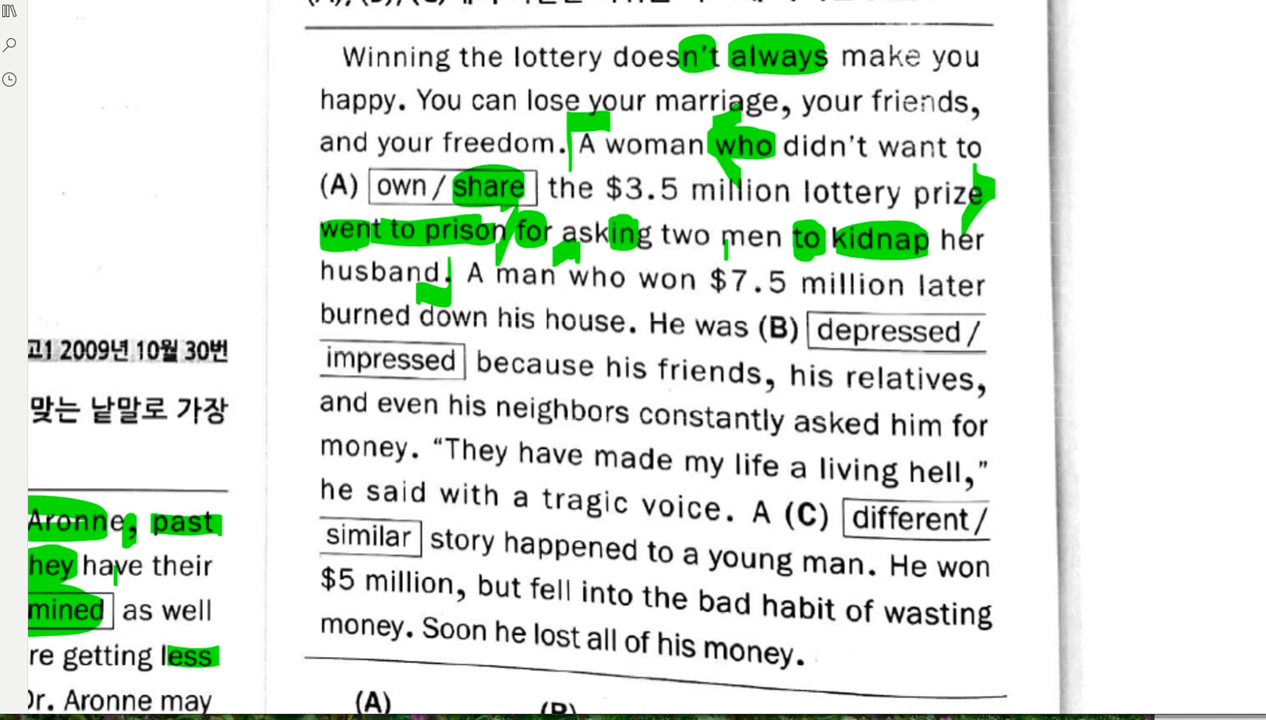 Winning the lottery doesn't always make you
happy. You can lose your marriage, your friends,
and your freedom. A woman who didn't want to
(A) own / share the $3.5 million lottery prize
went to prison for asking two men to kidnap her
husband. A man who won $7.5 million later
burned down his house. He was (B) depressed /
impressed because his friends, his relatives,
and even his neighbors constantly asked him for
money. “They have made my life a living hell,”
he said with a tragic voice. A (C) different /
similar story happened to a young man. He won
$5 million, but fell into the bad habit of wasting
money. Soon he lost all of his money.
(A) (B)
고1 2009년 10월 30번
맞는 낱말로 가장
Aronne, past
hey have their
mined as well
re getting less
Dr. Aronne may